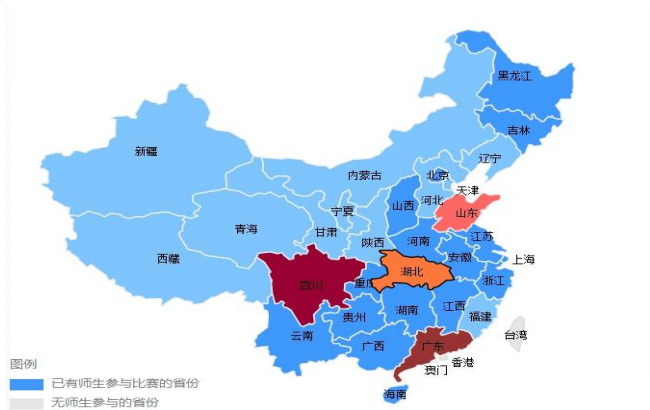 黑龙江
吉林
辽宁
新疆
内蒙古
北京
天津
宁夏
山西
河北
山东
青海
甘肃
陕西
河南
江苏
西藏
安徽
上海
四川
重庆
湖北
浙江
贵州
湖南
江西
福建
云南
广西
广东
台湾
香港
澳门
海南
图例
已有师生参与比赛的省份
无师生参与的省份